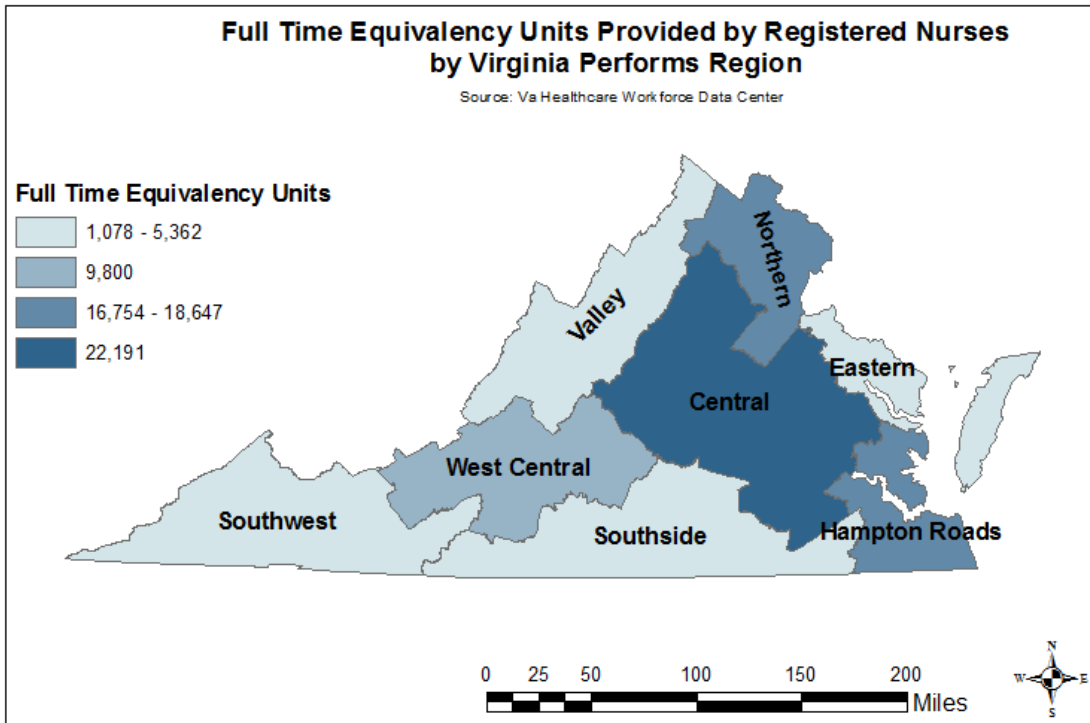 Full Time Equivalency Units Provided by Registered Nurses
by Virginia Performs Region
Source: Va Healthcare Workforce Data Center
Full Time Equivalency Units
1,078 - 5,362
9,800
16,754 - 18,647
22,191
Northern
Valley
Eastern
Central
West Central
Southwest
Southside
Hampton Roads
0 25 50 100 150 200
Miles
N
W E
S